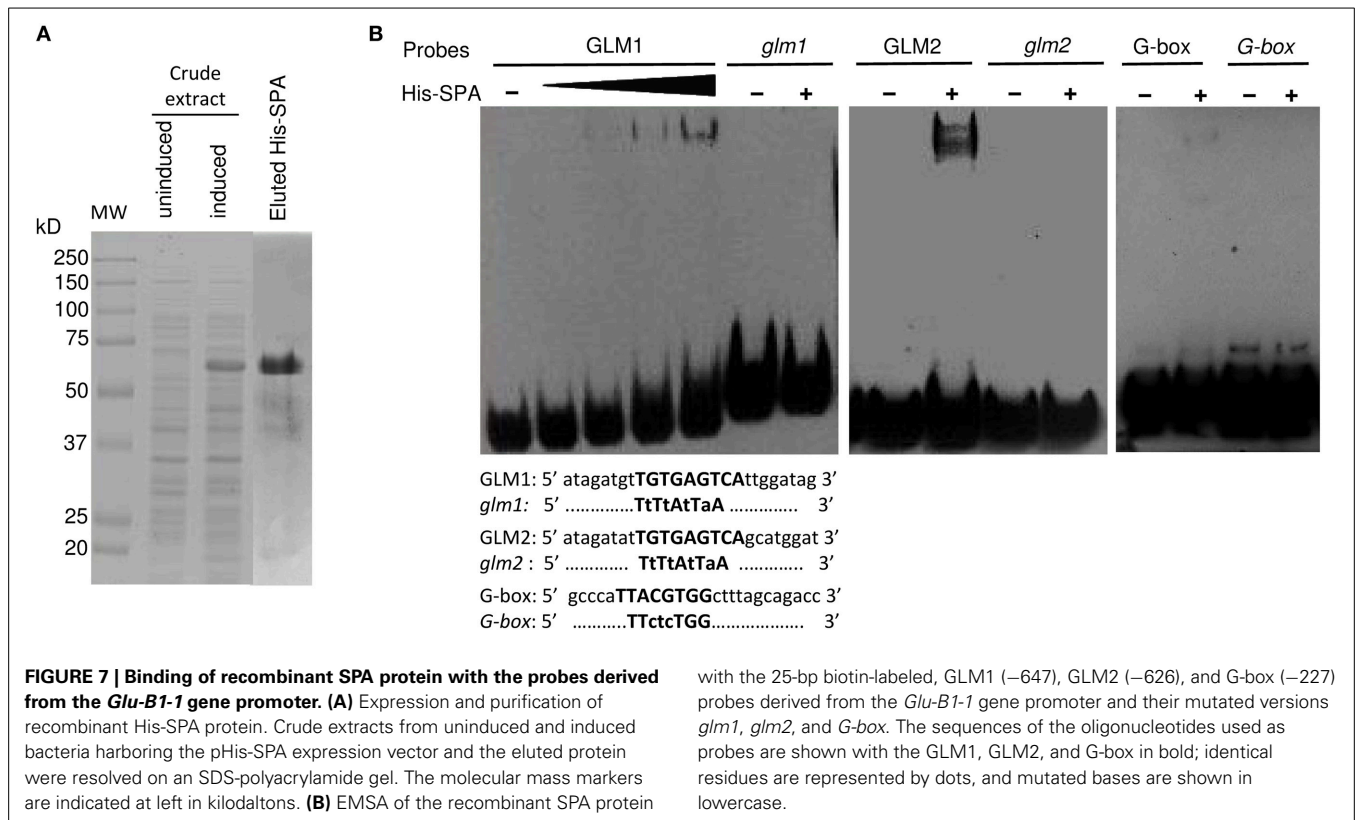 A
Crude
extract
uninduced
induced
Eluted His-SPA
MW
kD
250
150
100
75
50
37
25
20
B
Probes GLM1 glm1 GLM2 glm2 G-box G-box
His-SPA – – + – + – + – + – +
GLM1: 5’ atagatgtTGTGAGTCAttggatag 3’
glm1: 5’ .............TtTtAtTaA ............. 3’
GLM2: 5’ atagatatTGTGAGTCAgcatggat 3’
glm2 : 5’ ............. TtTtAtTaA ............. 3’
G-box: 5’ gcccaTTACGTGGctttagcagacc 3’
G-box: 5’ ...........TTctcTGG.................... 3’
FIGURE 7 | Binding of recombinant SPA protein with the probes derived
from the Glu-B1-1 gene promoter. (A) Expression and purification of
recombinant His-SPA protein. Crude extracts from uninduced and induced
bacteria harboring the pHis-SPA expression vector and the eluted protein
were resolved on an SDS-polyacrylamide gel. The molecular mass markers
are indicated at left in kilodaltons. (B) EMSA of the recombinant SPA protein
with the 25-bp biotin-labeled, GLM1 (−647), GLM2 (−626), and G-box (−227)
probes derived from the Glu-B1-1 gene promoter and their mutated versions
glm1, glm2, and G-box. The sequences of the oligonucleotides used as
probes are shown with the GLM1, GLM2, and G-box in bold; identical
residues are represented by dots, and mutated bases are shown in
lowercase.